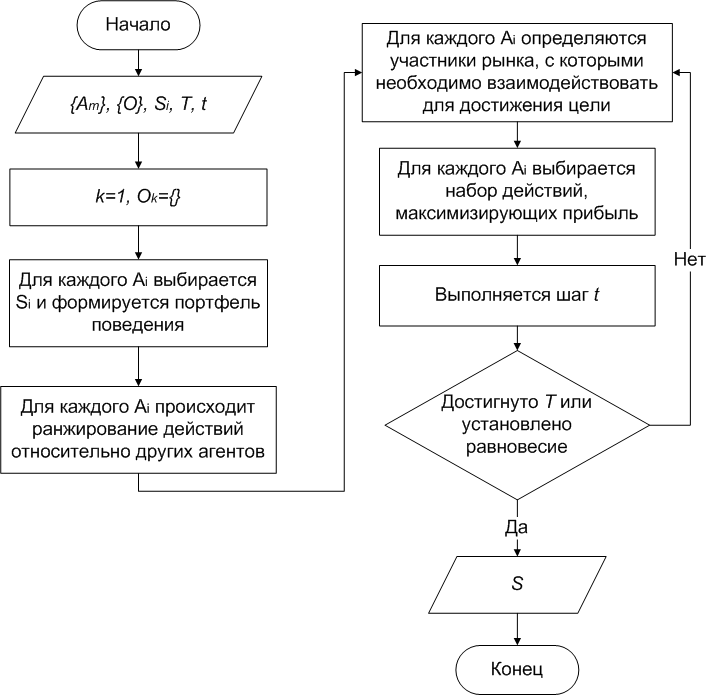 Начало
{Am}, {O}, Si, T, t
k=1, Ok={}
Для каждого Ai выбирается
Si и формируется портфель
поведения
Для каждого Ai происходит
ранжирование действий
относительно других агентов
Для каждого Ai определяются
участники рынка, с которыми
необходимо взаимодействовать
для достижения цели
Для каждого Ai выбирается
набор действий,
максимизирующих прибыль
Выполняется шаг t
Достигнуто T или
установлено
равновесие
Нет
Да
S
Конец